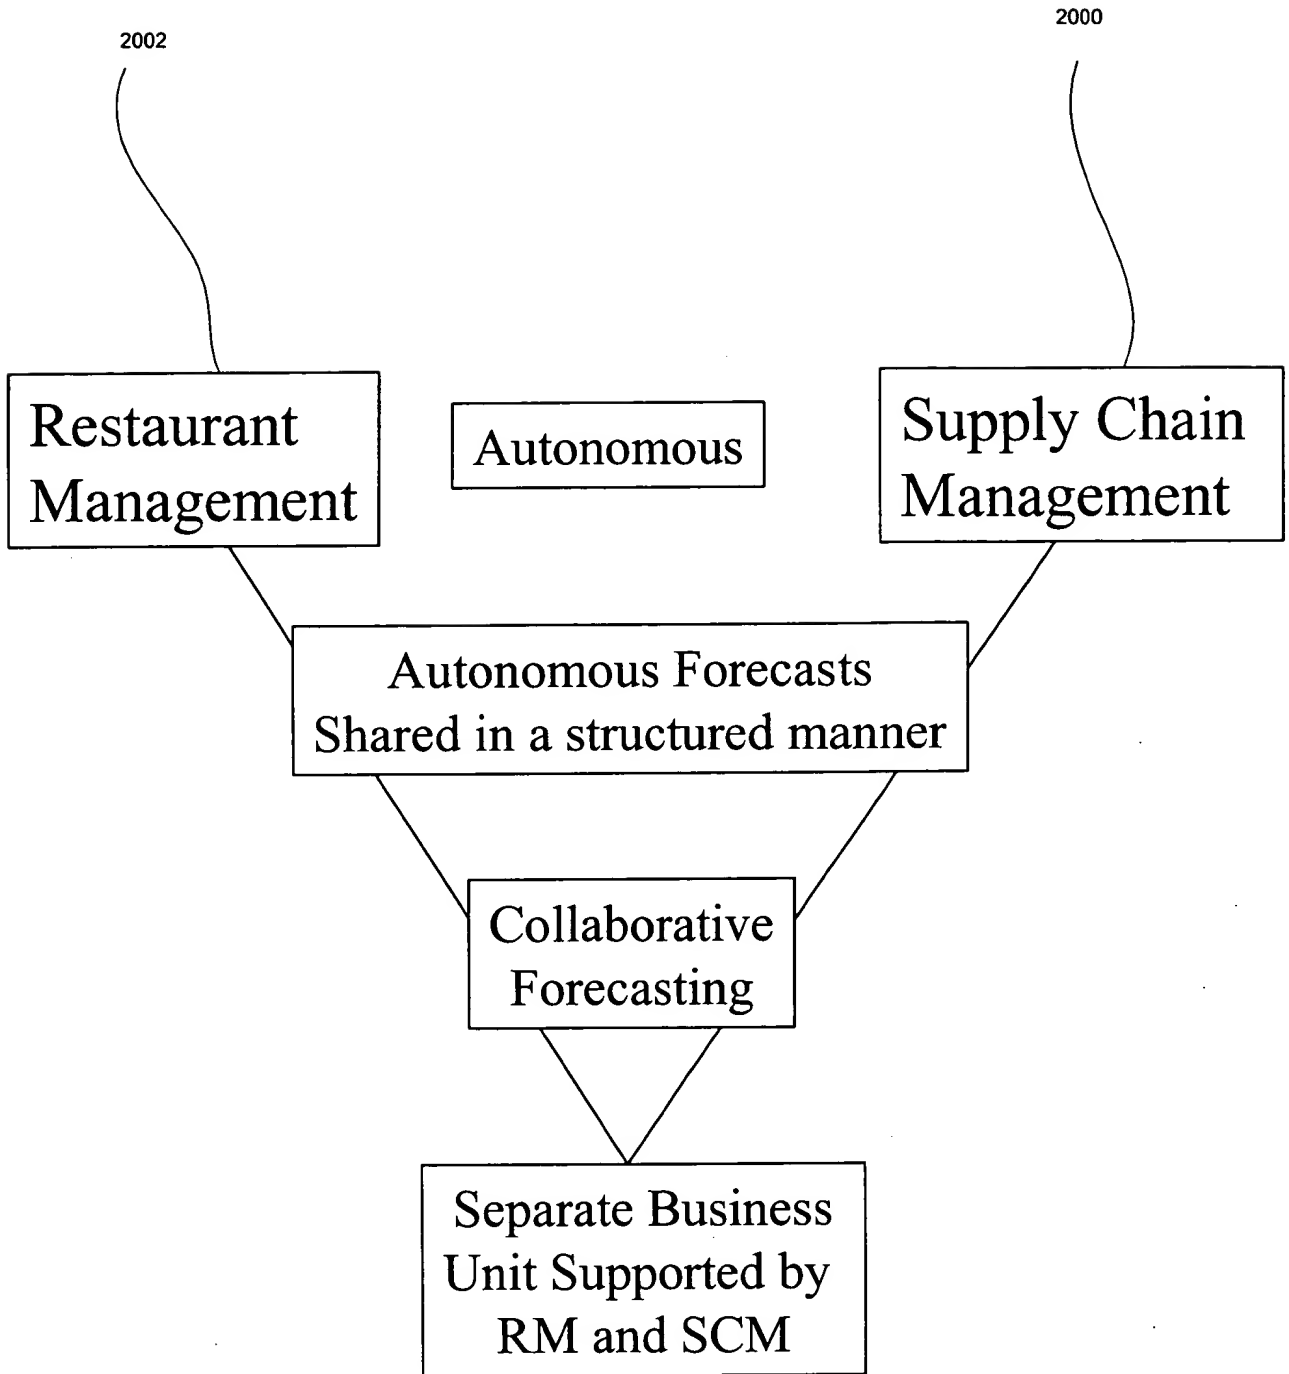 2002
2000
Restaurant
Management
Autonomous
Supply Chain
Management
Autonomous Forecasts
Shared in a structured manner
Collaborative
Forecasting
Separate Business
Unit Supported by
RM and SCM